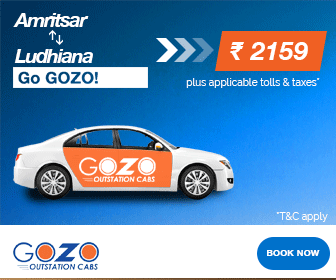 Amritsar
Ludhiana
Go GOZO!
₹ 2159
plus applicable tolls & taxes*
GOZO
OUTSTATION CABS
*T&C apply
GOZO
OUTSTATION CABS
BOOK NOW